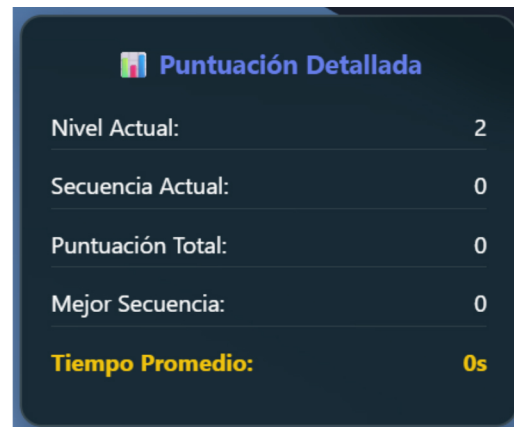 Puntuación Detallada
Nivel Actual: 2
Secuencia Actual: 0
Puntuación Total: 0
Mejor Secuencia: 0
Tiempo Promedio: 0s